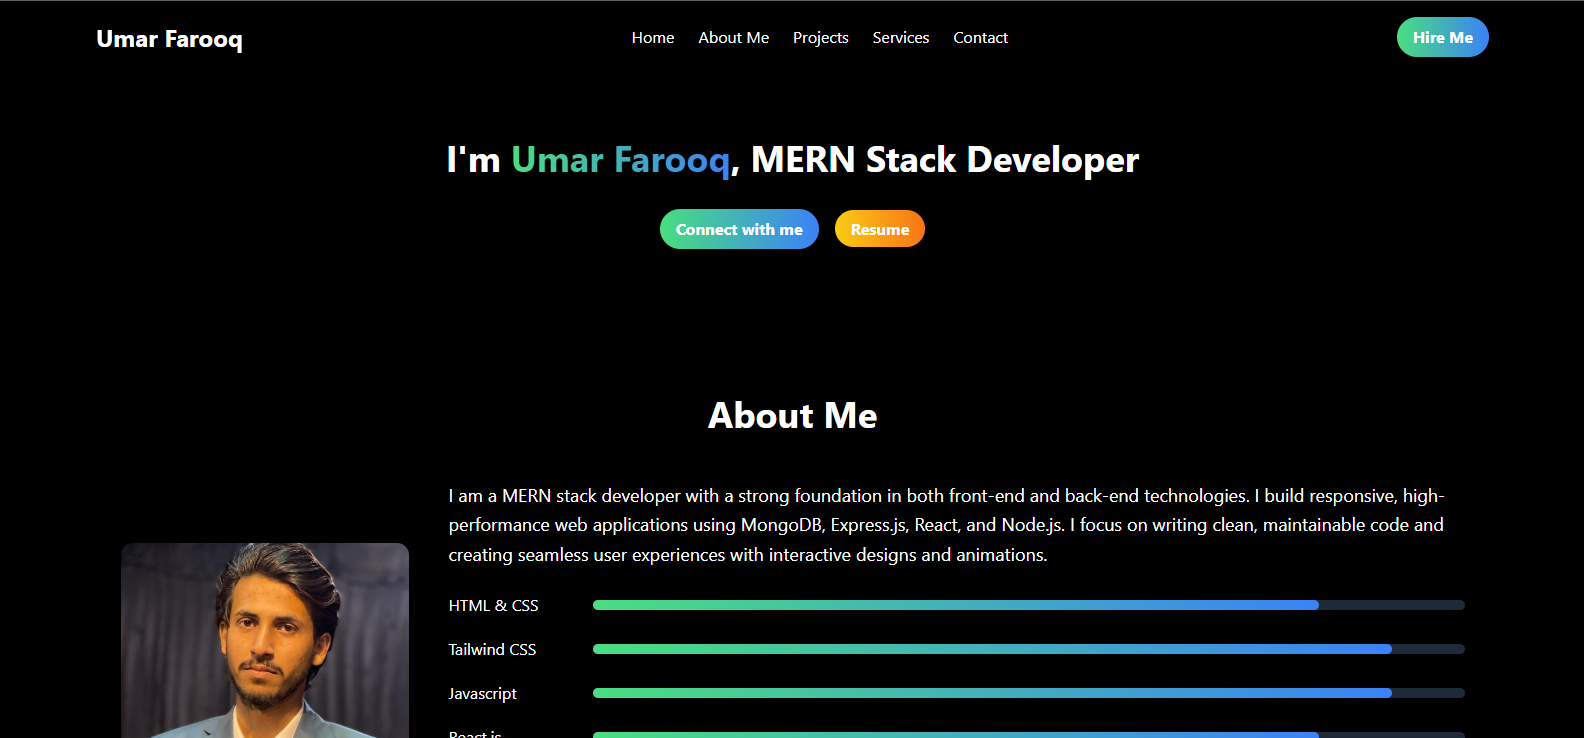 Umar Farooq
Home About Me Projects Services Contact
Hire Me
I'm Umar Farooq, MERN Stack Developer
Connect with me Resume
About Me
I am a MERN stack developer with a strong foundation in both front-end and back-end technologies. I build responsive, high-
performance web applications using MongoDB, Express.js, React, and Node.js. I focus on writing clean, maintainable code and
creating seamless user experiences with interactive designs and animations.
HTML & CSS
Tailwind CSS
Javascript
React.js